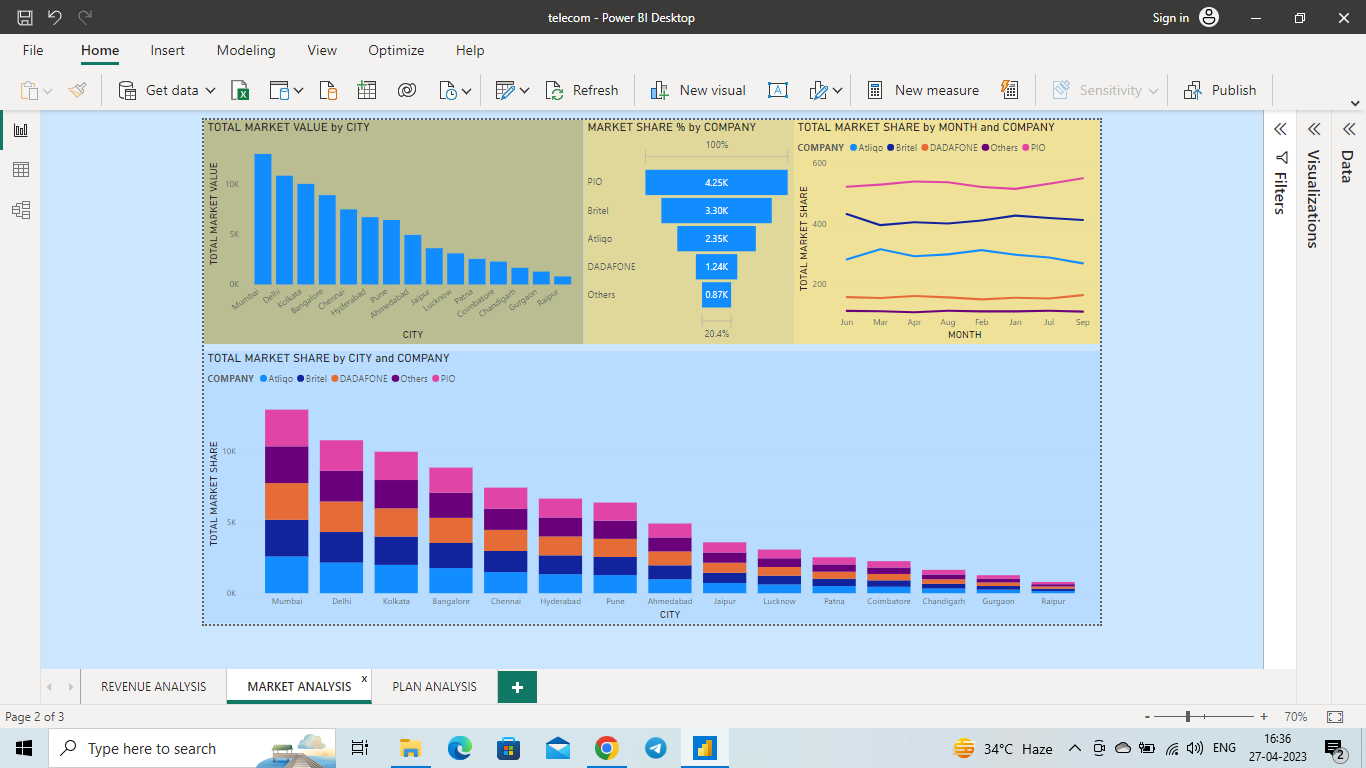 telecom - Power BI Desktop
Sign in
File Home Insert Modeling View Optimize Help
Get data Refresh New visual New measure Sensitivity Publish
TOTAL MARKET VALUE by CITY
TOTAL MARKET VALUE
10K
5K
0K
Mumbai Delhi Kolkata Bangalore Chennai Hyderabad Pune Ahmedabad Jaipur Lucknow Patna Coimbatore Chandigarh Gurgaon Raipur
CITY
MARKET SHARE % by COMPANY
100%
PIO 4.25K
Britel 3.30K
Atliqo 2.35K
DADAFONE 1.24K
Others 0.87K
20.4%
TOTAL MARKET SHARE by MONTH and COMPANY
COMPANY Atliqo Britel DADAFONE Others PIO
TOTAL MARKET SHARE
600
400
200
Jun Mar Apr Aug Feb Jan Jul Sep
MONTH
TOTAL MARKET SHARE by CITY and COMPANY
COMPANY Atliqo Britel DADAFONE Others PIO
TOTAL MARKET SHARE
10K
5K
0K
Mumbai Delhi Kolkata Bangalore Chennai Hyderabad Pune Ahmedabad Jaipur Lucknow Patna Coimbatore Chandigarh Gurgaon Raipur
CITY
Filters
Visualizations
Data
REVENUE ANALYSIS MARKET ANALYSIS x PLAN ANALYSIS +
Page 2 of 3
- + 70%
Type here to search
34°C Haze
ENG
16:36
27-04-2023
2